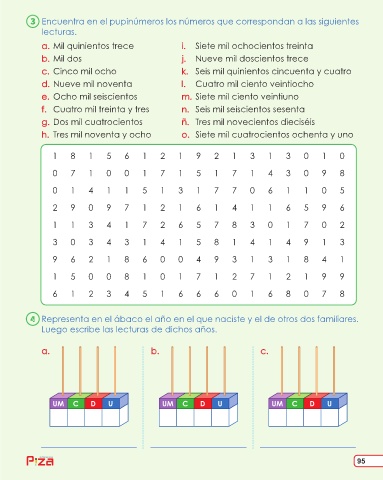 3 Encuentra en el pupinúmeros los números que correspondan a las siguientes
lecturas.
a. Mil quinientos trece
b. Mil dos
c. Cinco mil ocho
d. Nueve mil noventa
e. Ocho mil seiscientos
f. Cuatro mil treinta y tres
g. Dos mil cuatrocientos
h. Tres mil noventa y ocho
i. Siete mil ochocientos treinta
j. Nueve mil doscientos trece
k. Seis mil quinientos cincuenta y cuatro
l. Cuatro mil ciento veintiocho
m. Siete mil ciento veintiuno
n. Seis mil seiscientos sesenta
ñ. Tres mil novecientos dieciséis
o. Siete mil cuatrocientos ochenta y uno
1 8 1 5 6 1 2 1 9 2 1 3 1 3 0 1 0
0 7 1 0 0 1 7 1 5 1 7 1 4 3 0 9 8
0 1 4 1 1 5 1 3 1 7 7 0 6 1 1 0 5
2 9 0 9 7 1 2 1 6 1 4 1 1 6 5 9 6
1 1 3 4 1 7 2 6 5 7 8 3 0 1 7 0 2
3 0 3 4 3 1 4 1 5 8 1 4 1 4 9 1 3
9 6 2 1 8 6 0 0 4 9 3 1 3 1 8 4 1
1 5 0 0 8 1 0 1 7 1 2 7 1 2 1 9 9
6 1 2 3 4 5 1 6 6 6 0 1 6 8 0 7 8
4 Representa en el ábaco el año en el que naciste y el de otros dos familiares.
Luego escribe las lecturas de dichos años.
a. b. c.
UM C D U UM C D U UM C D U
P:za
95